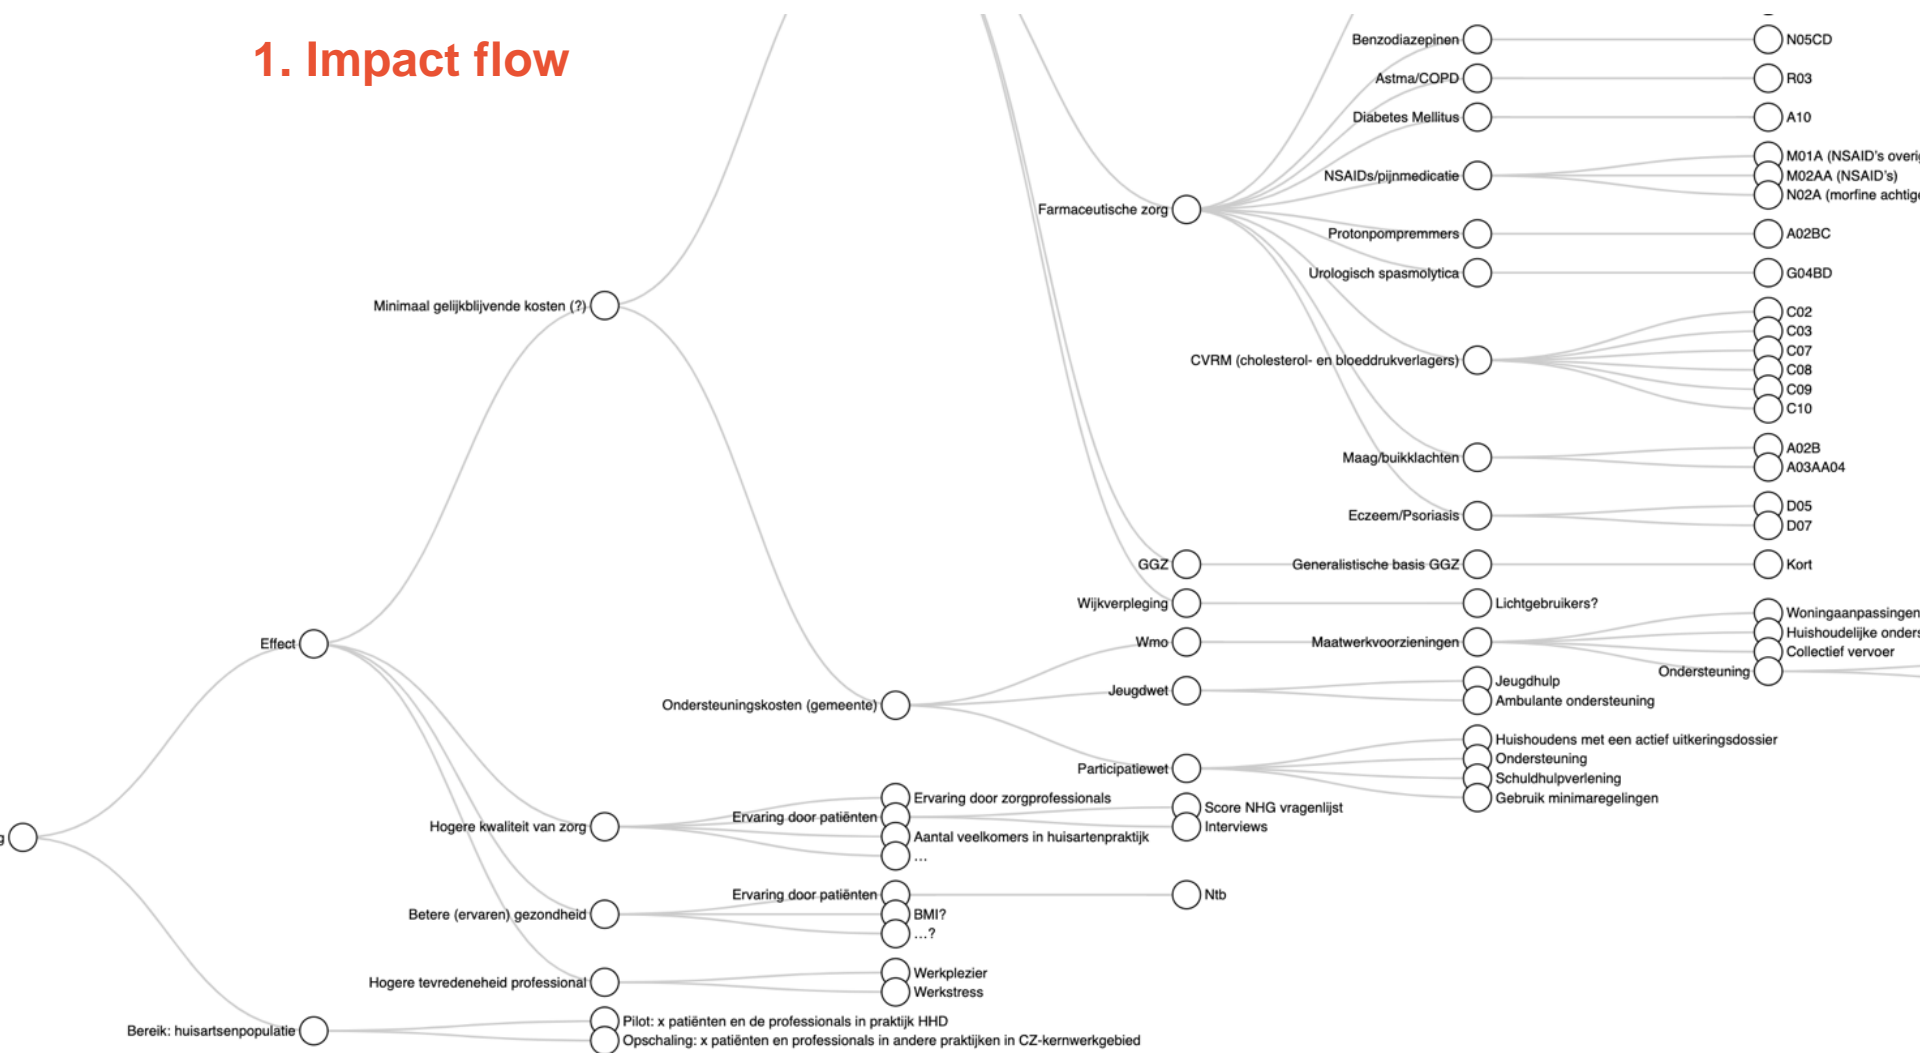 1. Impact flow
Benzodiazepinen
N05CD
Astma/COPD
R03
Diabetes Mellitus
A10
NSAIDs/pijnmedicatie
M01A (NSAID's
M02AA (NSAID's)
N02A (morfine
Farmaceutische zorg
Protonpompremmers
A02BC
Urologisch spasmolytica
G04BD
Minimaal gelijkblijvende kosten (?)
CVRM (cholesterol- en bloeddrukverlagers)
C02
C03
C07
C08
C09
C10
Maag/buikklachten
A02B
A03AA04
Eczeem/Psoriasis
D05
D07
GGZ
Generalistische basis GGZ
Kort
Wijkverpleging
Lichtgebruikers?
Wmo
Maatwerkvoorzieningen
Woningaanpassingen
Huishoudelijke
Collectief vervoer
Ondersteuning
Effect
Ondersteuningskosten (gemeente)
Jeugdwet
Jeugdhulp
Ambulante ondersteuning
Participatiewet
Huishoudens met een actief uitkeringsdossier
Ondersteuning
Schuldhulpverlening
Gebruik minimaregelingen
Hogere kwaliteit van zorg
Ervaring door zorgprofessionals
Ervaring door patiënten
Score NHG vragenlijst
Interviews
Aantal veelkomers in huisartenpraktijk
...
Betere (ervaren) gezondheid
Ervaring door patiënten
Ntb
BMI?
...?
Hogere tevredeneheid professional
Werkplezier
Werkstress
Bereik: huisartsenpopulatie
Pilot: x patiënten en de professionals in praktijk HHD
Opschaling: x patiënten en professionals in andere praktijken in CZ-kernwerkgebied